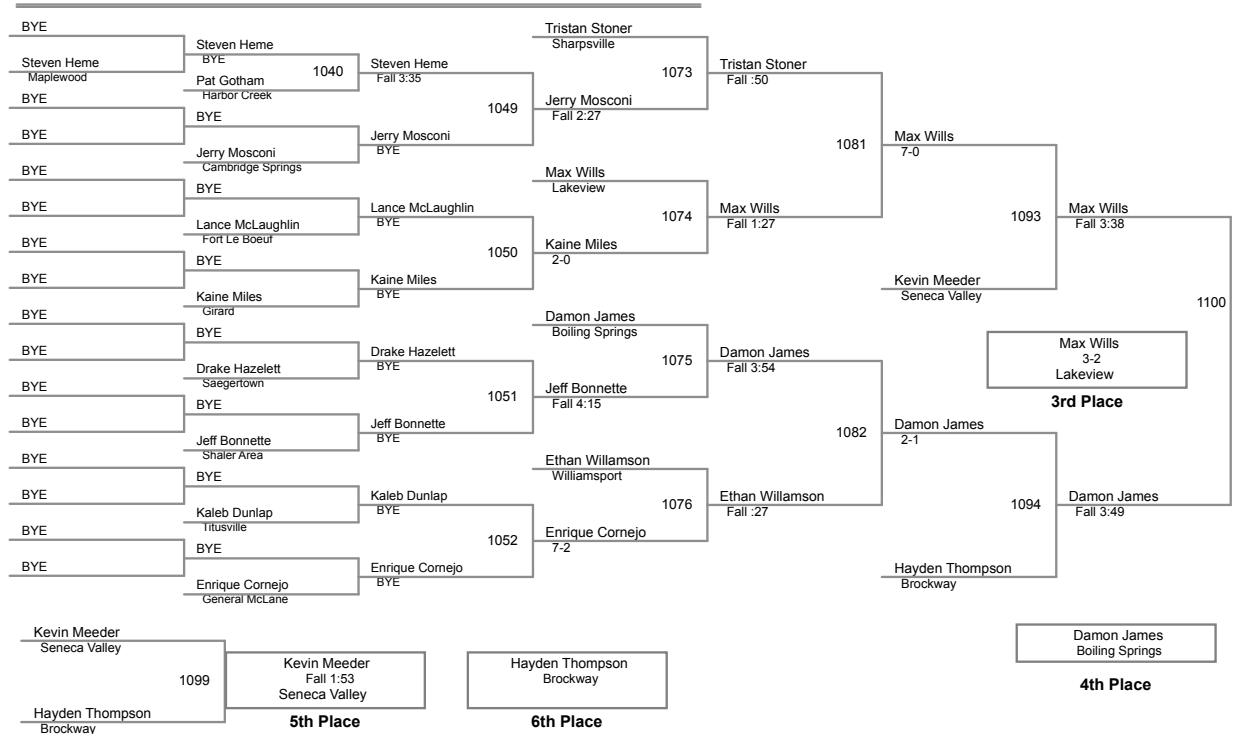 BYE
Steven Heme
Maplewood
BYE
BYE
BYE
BYE
BYE
BYE
BYE
BYE
BYE
BYE
BYE
BYE
BYE
BYE
Steven Heme
BYE
1040
Pat Gotham
Harbor Creek
BYE
Jerry Mosconi
Cambridge Springs
BYE
Lance McLaughlin
Fort Le Boeuf
BYE
Kaine Miles
Girard
BYE
Drake Hazelett
Saegertown
BYE
Jeff Bonnette
Shaler Area
BYE
Kaleb Dunlap
Titusville
BYE
Enrique Cornejo
General McLane
Steven Heme
Fall 3:35
1049
Jerry Mosconi
BYE
Lance McLaughlin
BYE
1050
Kaine Miles
BYE
Drake Hazelett
BYE
1051
Jeff Bonnette
BYE
Kaleb Dunlap
BYE
1052
Enrique Cornejo
BYE
Tristan Stoner
Sharpsville
1073
Jerry Mosconi
Fall 2:27
Max Wills
Lakeview
1074
Kaine Miles
2-0
Damon James
Boiling Springs
1075
Jeff Bonnette
Fall 4:15
Ethan Willamson
Williamsport
1076
Enrique Cornejo
7-2
Tristan Stoner
Fall :50
1081
Max Wills
Fall 1:27
Damon James
Fall 3:54
1082
Ethan Willamson
Fall :27
Max Wills
7-0
1093
Kevin Meeder
Seneca Valley
Damon James
2-1
1094
Hayden Thompson
Brockway
Max Wills
Fall 3:38
1100
Damon James
Fall 3:49
Max Wills
3-2
Lakeview
3rd Place
Damon James
Boiling Springs
4th Place
Kevin Meeder
Seneca Valley
1099
Hayden Thompson
Brockway
Kevin Meeder
Fall 1:53
Seneca Valley
5th Place
Hayden Thompson
Brockway
6th Place